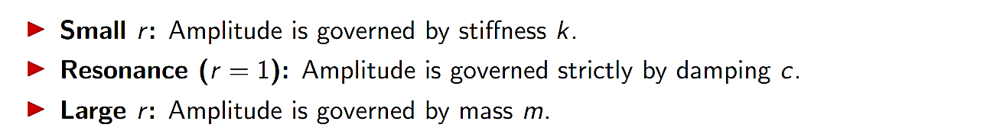 ▶ Small r: Amplitude is governed by stiffness k.
▶ Resonance (r = 1): Amplitude is governed strictly by damping c.
▶ Large r: Amplitude is governed by mass m.